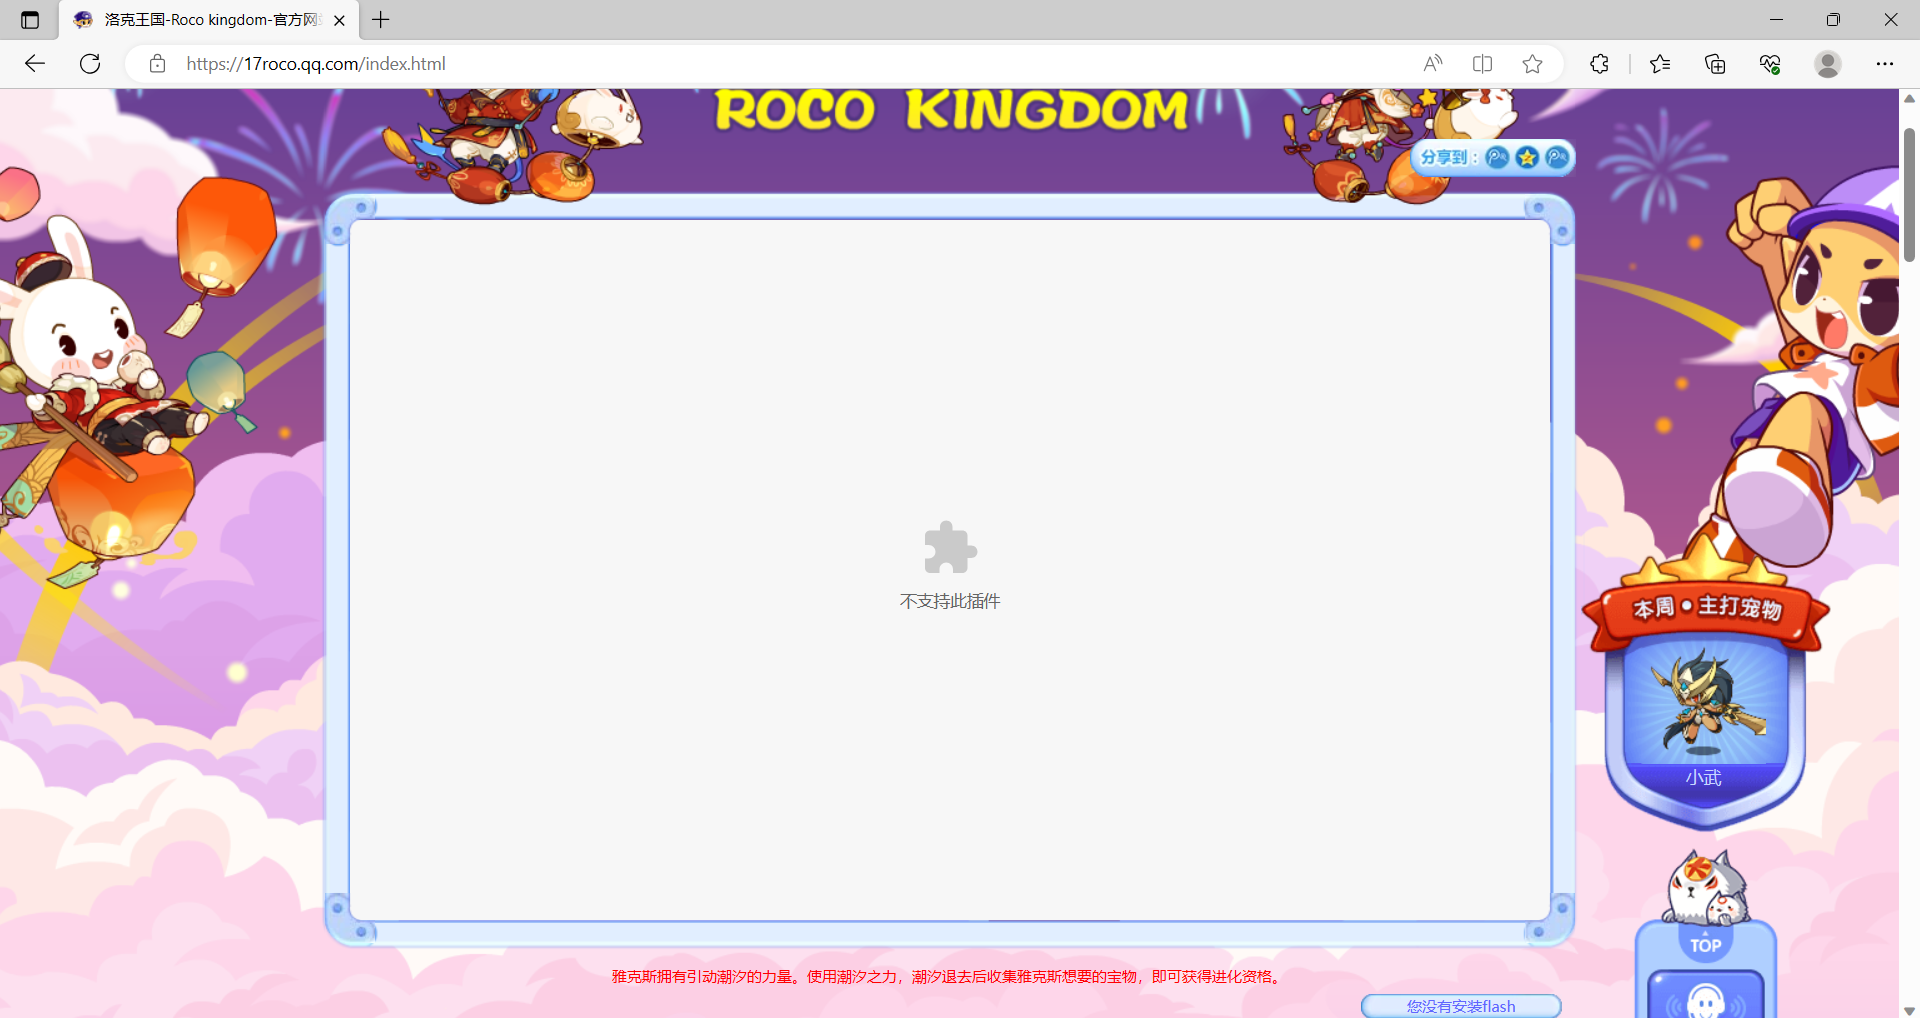 洛克王国-Roco kingdom-官方网
https://17roco.qq.com/index.html
ROCO KINGDOM
分享到：
不支持此插件
本周●主打宠物
小武
TOP
雅克斯拥有引动潮汐的力量。使用潮汐之力，潮汐退去后收集雅克斯想要的宝物，即可获得进化资格。
您没有安装flash